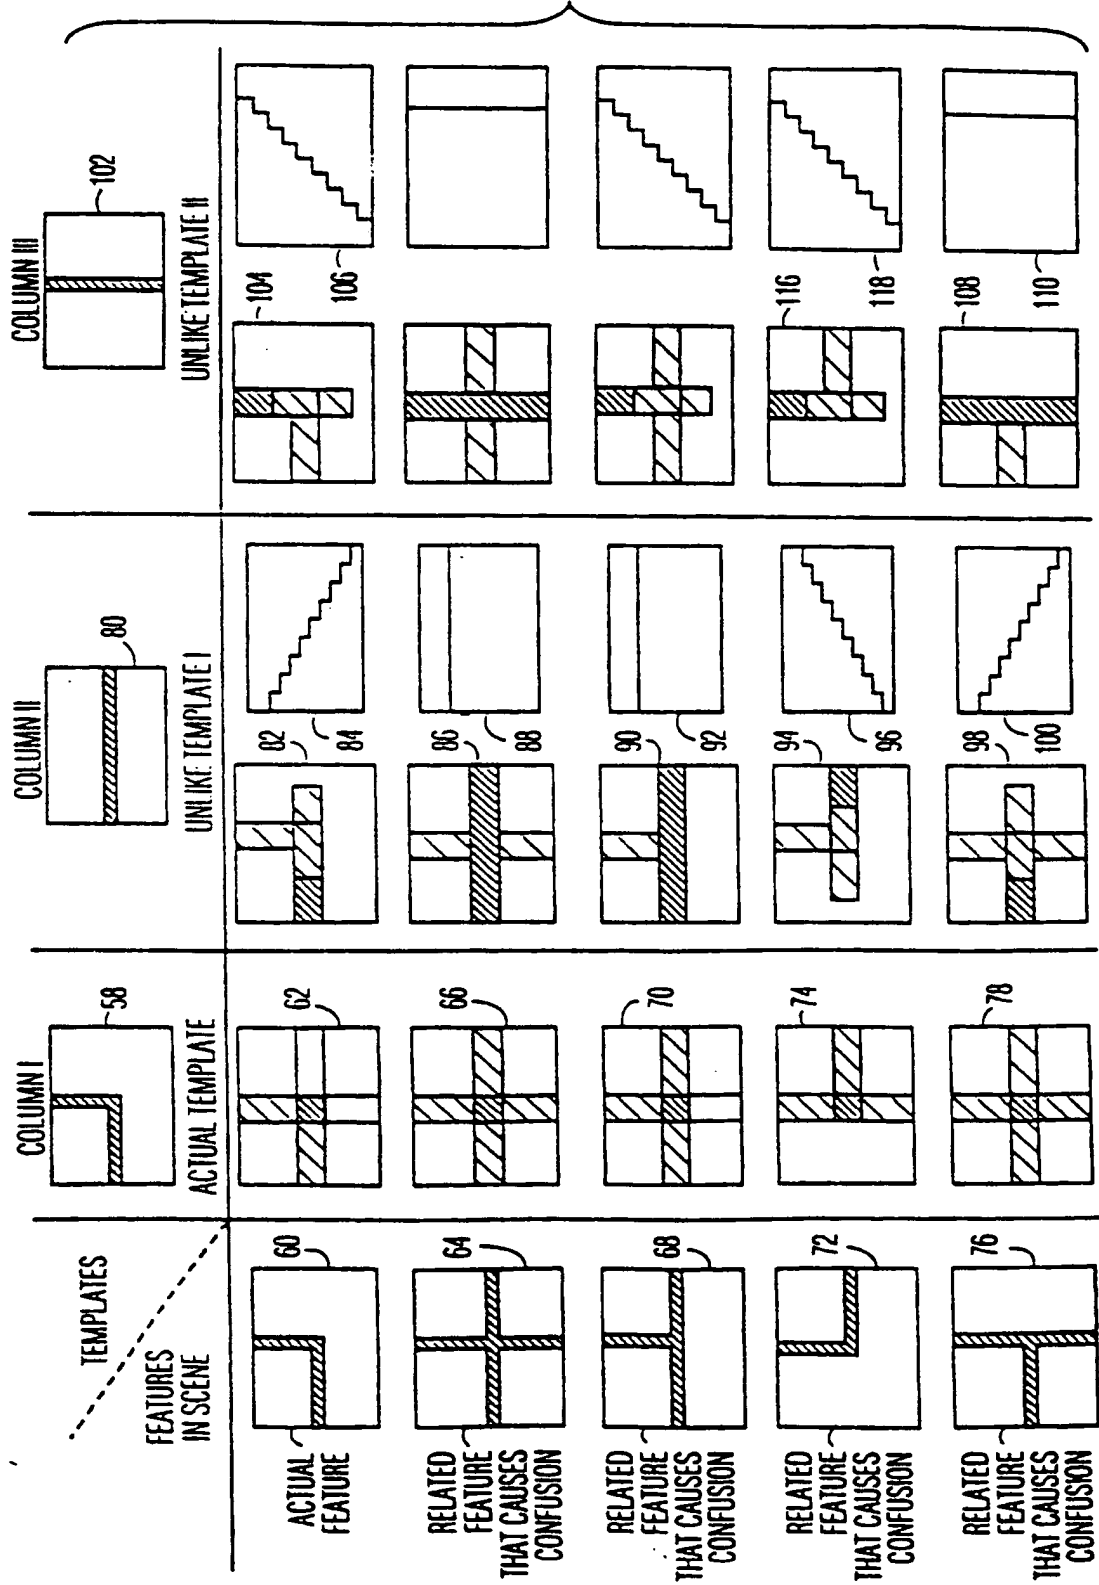 TEMPLATES
FEATURES
IN SCENE
COLUMN I
58
ACTUAL TEMPLATE
COLUMN II
80
UNLIKE TEMPLATE I
COLUMN III
102
UNLIKE TEMPLATE II
ACTUAL
FEATURE
60
62
82
84
104
106
RELATED
FEATURE
THAT CAUSES
CONFUSION
64
66
86
88
RELATED
FEATURE
THAT CAUSES
CONFUSION
68
70
90
92
RELATED
FEATURE
THAT CAUSES
CONFUSION
72
74
94
96
116
118
RELATED
FEATURE
THAT CAUSES
CONFUSION
76
78
98
100
108
110